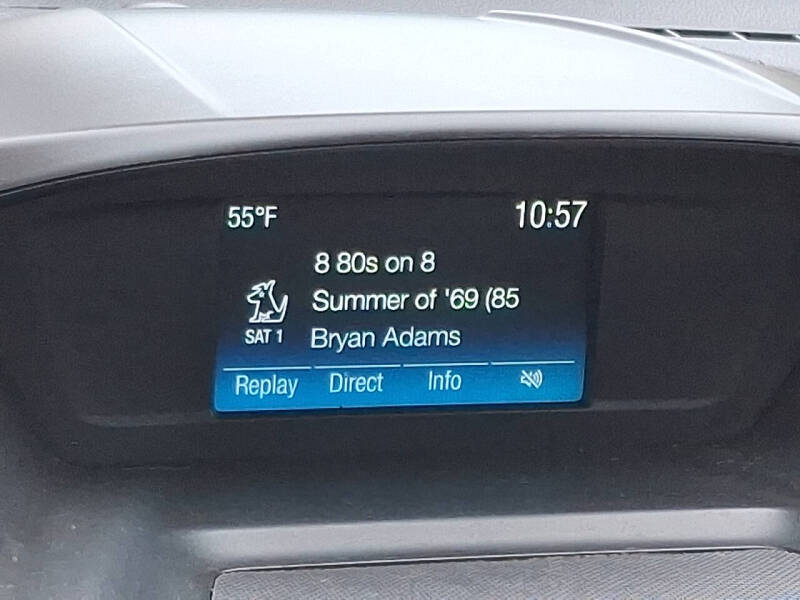 55°F
10:57
8 80s on 8
Summer of '69 (85
SAT 1
Bryan Adams
Replay Direct Info